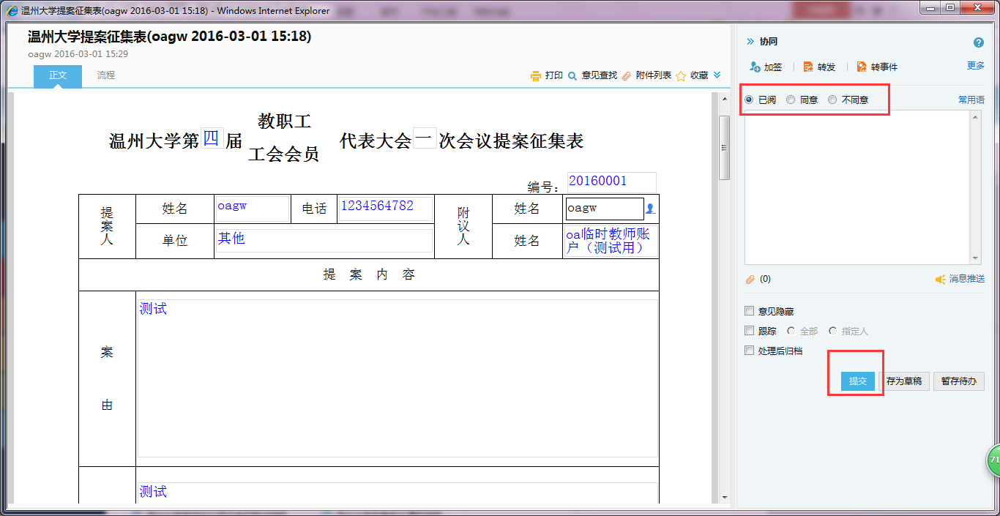 温州大学提案征集表(oagw 2016-03-01 15:18) - Windows Internet Explorer
温州大学提案征集表(oagw 2016-03-01 15:18)
oagw 2016-03-01 15:29
正文 流程
打印 意见查找 附件列表 收藏
教职工
温州大学第 四 届 代表大会 一 次会议提案征集表
工会会员
编号： 20160001
提案人 姓名 oagw 电话 1234564782 附议人 姓名 oagw
单位 其他 姓名 oa临时教师账户（测试用）
提 案 内 容
案由 测试
测试
协同
加签 转发 转事件 更多
已阅 同意 不同意 常用语
(0) 消息推送
意见隐藏
跟踪 全部 指定人
处理后归档
提交 存为草稿 暂存待办
71